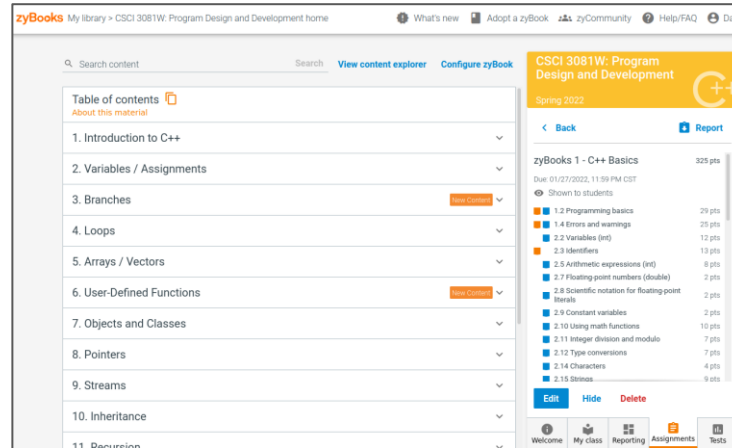 zyBooks My library > CSCI 3081W: Program Design and Development home
What's new
Adopt a zyBook
zyCommunity
Help/FAQ
Search content
Search
View content explorer
Configure zyBook
Table of contents
About this material
1. Introduction to C++
2. Variables / Assignments
3. Branches
New Content
4. Loops
5. Arrays / Vectors
6. User-Defined Functions
New Content
7. Objects and Classes
8. Pointers
9. Streams
10. Inheritance
11. Recursion
CSCI 3081W: Program
Design and Development
Spring 2022
C++
Back
Report
zyBooks 1 - C++ Basics 325 pts
Due: 01/27/2022, 11:59 PM CST
Shown to students
1.2 Programming basics 29 pts
1.4 Errors and warnings 25 pts
2.2 Variables (int) 12 pts
2.3 Identifiers 13 pts
2.5 Arithmetic expressions (int) 8 pts
2.7 Floating-point numbers (double) 2 pts
2.8 Scientific notation for floating-point
literals 2 pts
2.9 Constant variables 2 pts
2.10 Using math functions 10 pts
2.11 Integer division and modulo 7 pts
2.12 Type conversions 7 pts
2.14 Characters 4 pts
2.15 Strings 9 pts
Edit
Hide
Delete
Welcome
My class
Reporting
Assignments
Tests